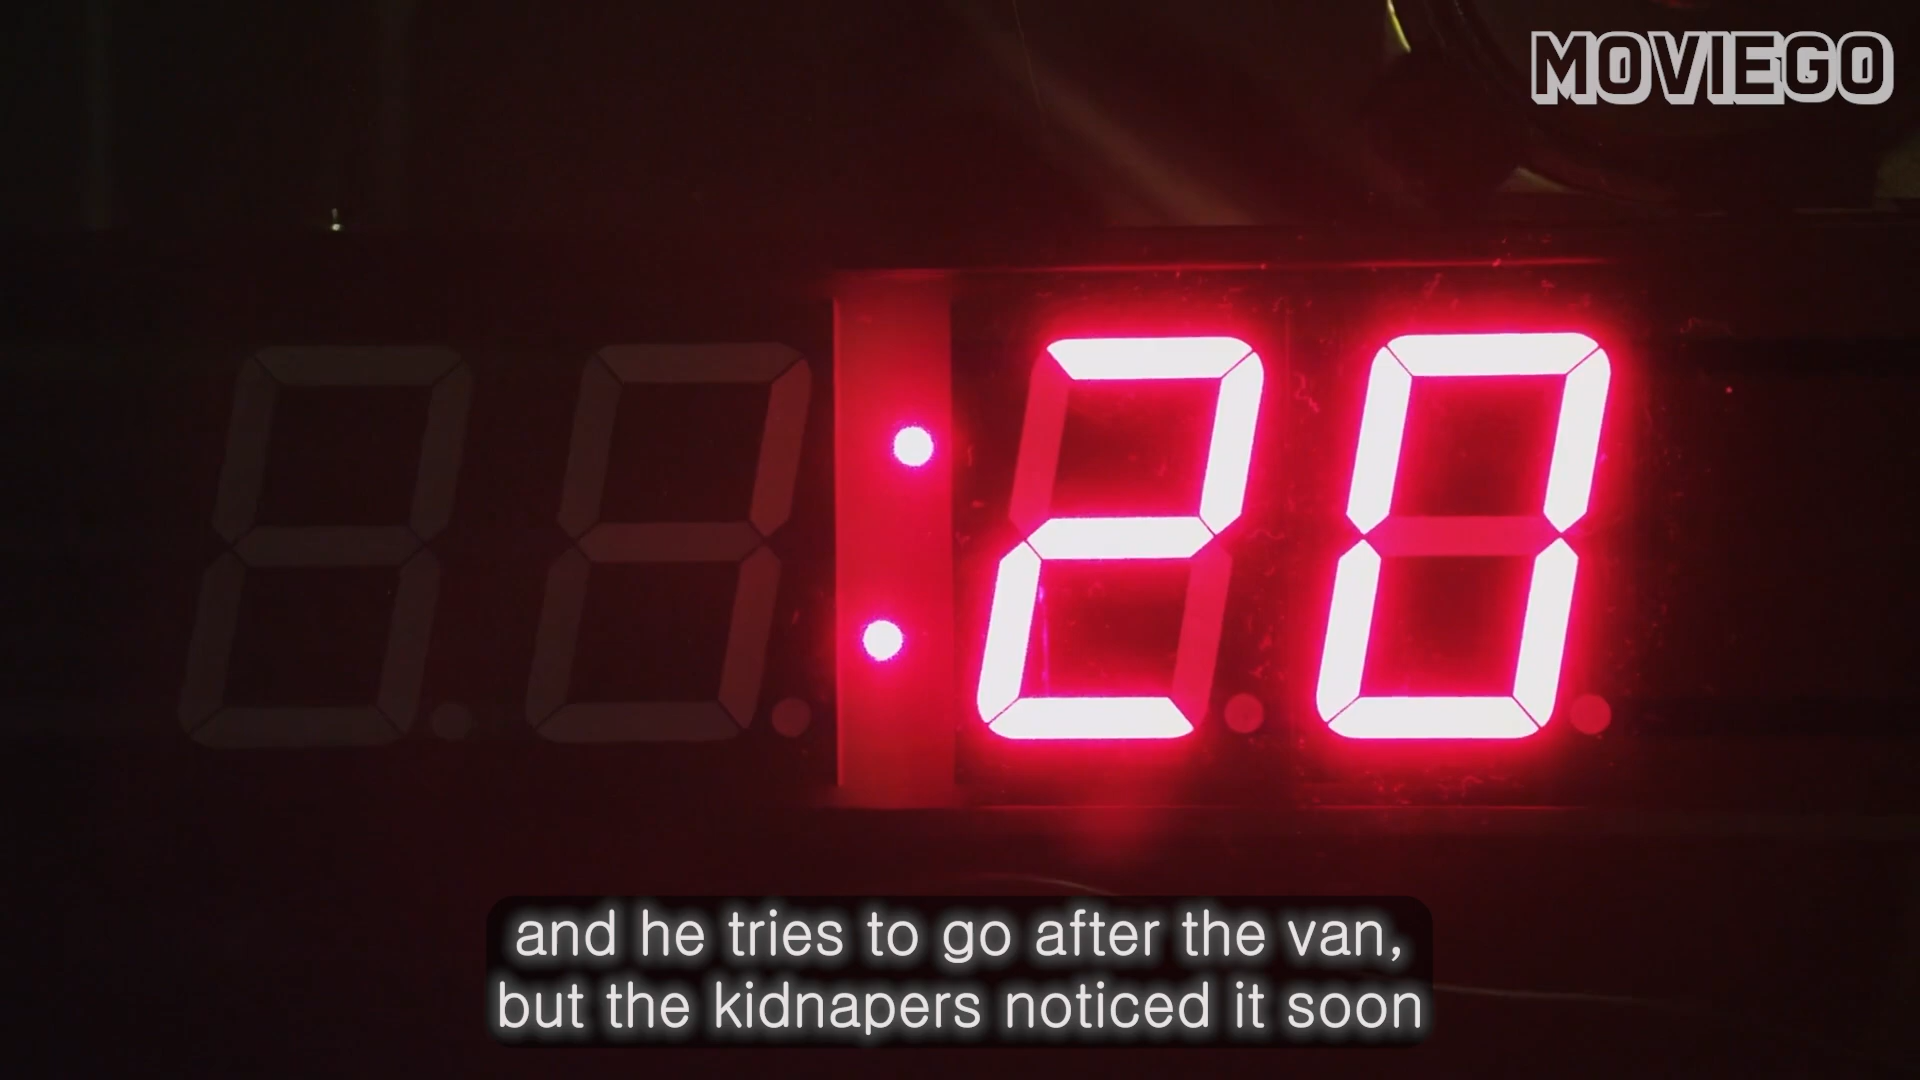 MOVIEGO
:20
and he tries to go after the van,
but the kidnapers noticed it soon